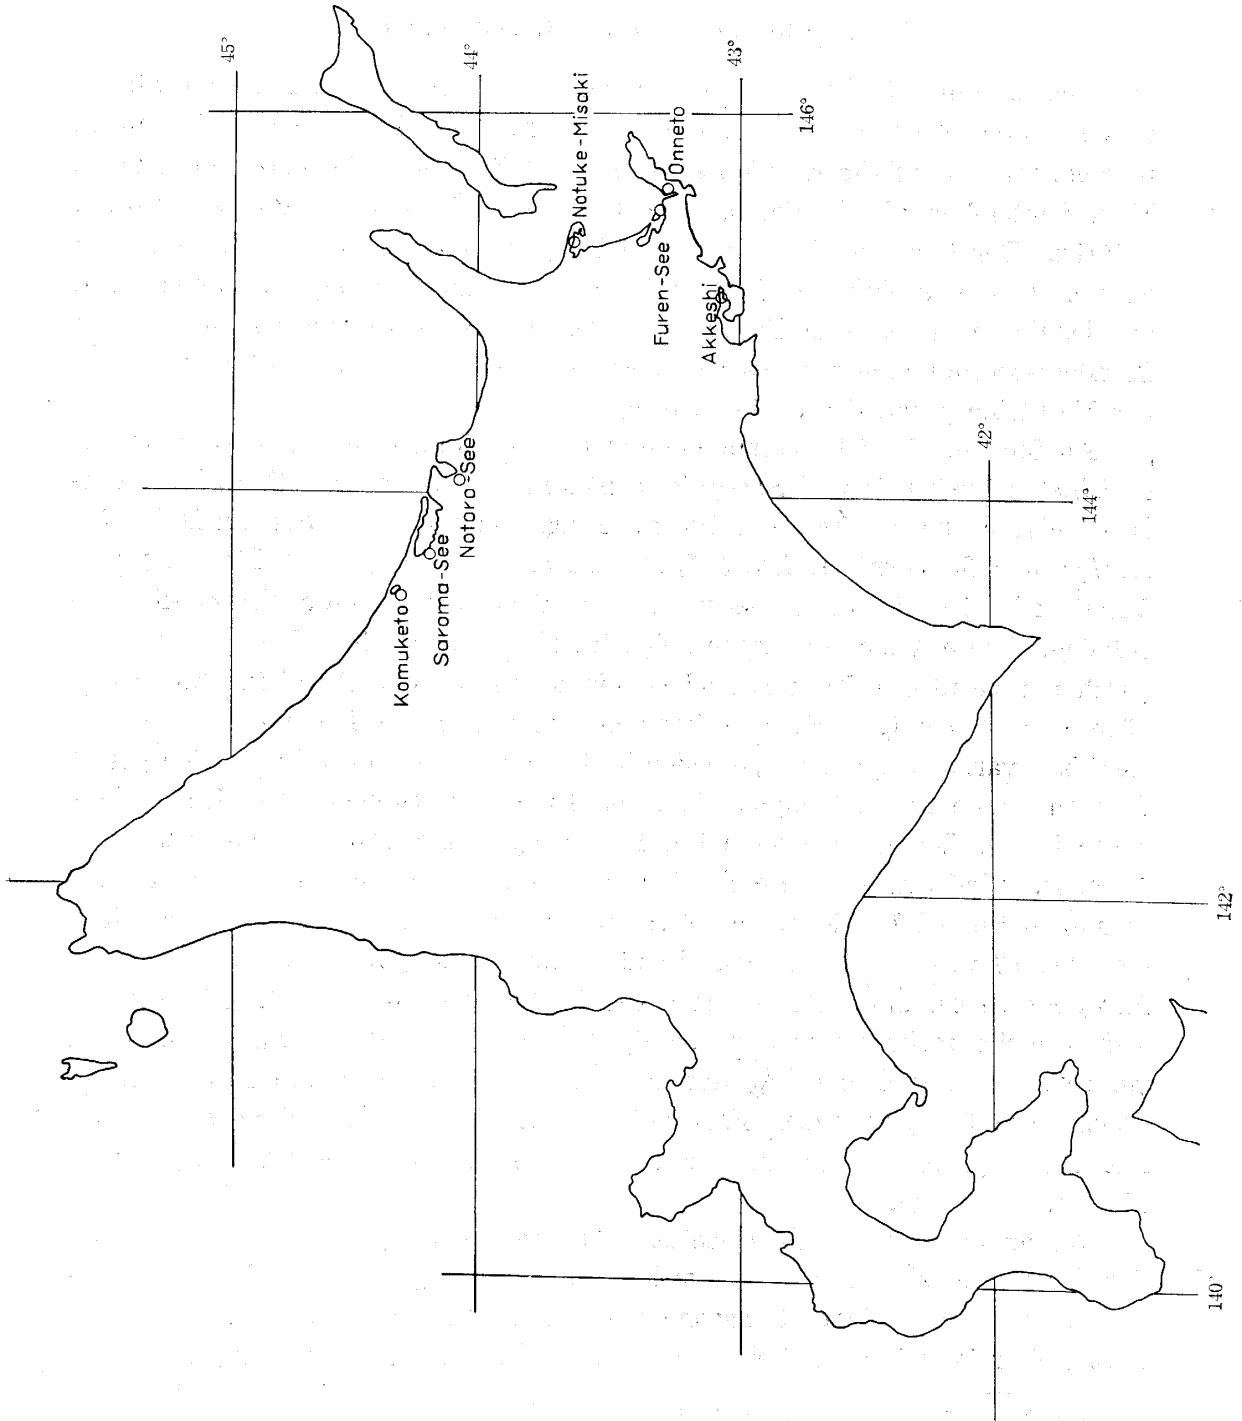 45°
44°
43°
42°
146°
144°
142°
140°
Komuketo
Saroma-See
Notoro-See
Notuke-Misaki
Furen-See
Onneto
Akkeshi